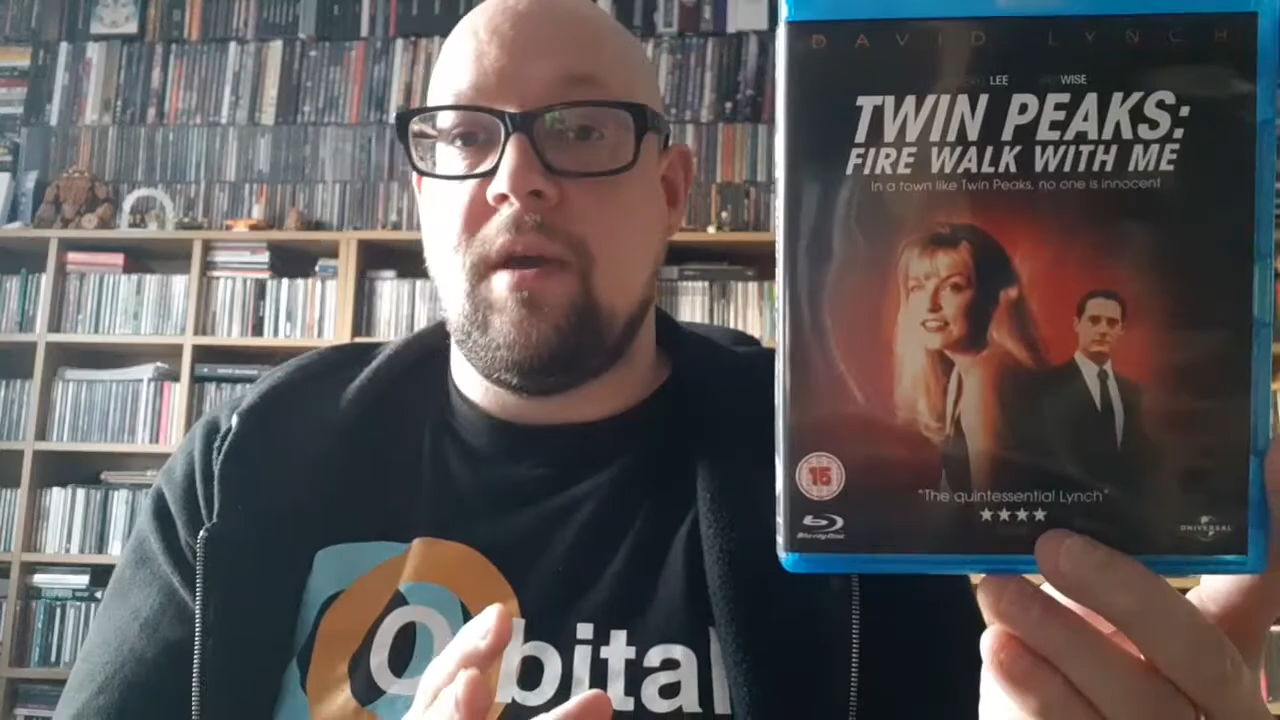 DAVID LYNCH
LEE WISE
TWIN PEAKS:
FIRE WALK WITH ME
In a town like Twin Peaks, no one is innocent
15
"The quintessential Lynch"
★★★★
Blu-ray Disc
UNIVERSAL
Orbital